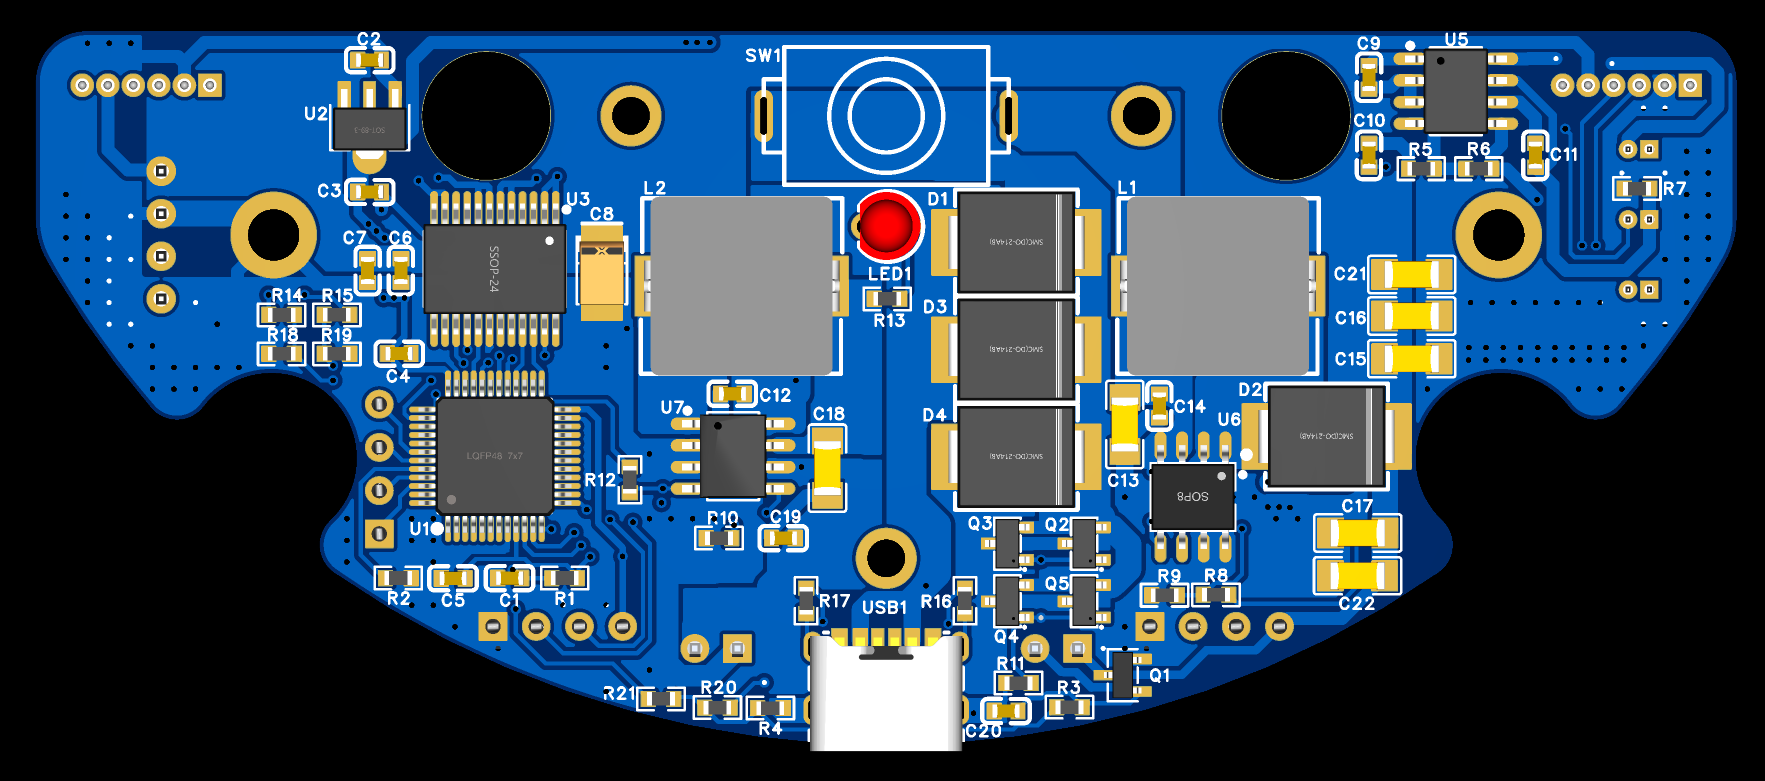 C2
SW1
C9
U5
U2
SOT-89-3
C10
R5
R6
C11
C3
L2
D1
L1
R7
U3
C8
SMC(DO-214AB)
C7
C6
SSOP-24
LED1
C21
R14
R15
D3
C16
R13
R18
R19
SMC(DO-214AB)
C15
C4
C12
D2
U7
C18
D4
C14
U6
SMC(DO-214AB)
SMC(DO-214AB)
LQFP48 7x7
R12
C13
SOP8
U1
R10
C19
Q3
Q2
C17
R2
C5
C1
R1
R17
USB1
R16
Q5
R9
R8
C22
Q4
R11
Q1
R21
R20
R3
R4
C20